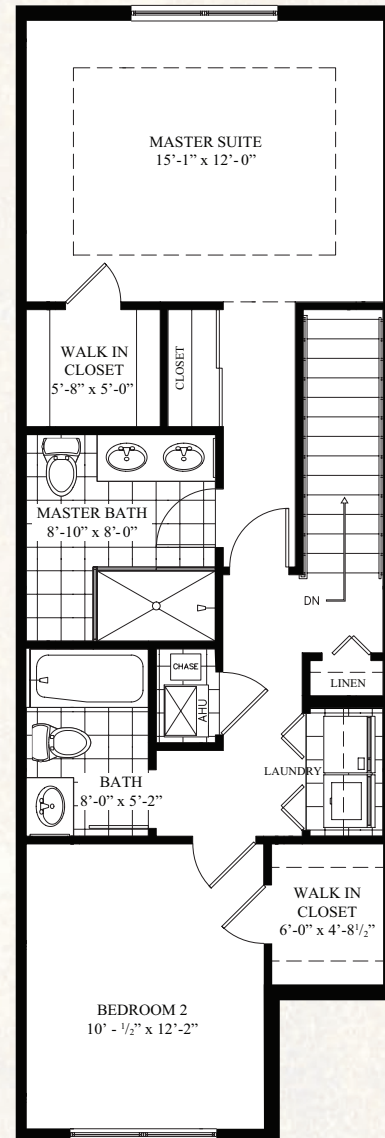 MASTER SUITE
15’-1” x 12’-0”
WALK IN
CLOSET
5’-8” x 5’-0”
CLOSET
MASTER BATH
8’-10” x 8’-0”
DN
CHASE
AHU
LINEN
LAUNDRY
BATH
8’-0” x 5’-2”
WALK IN
CLOSET
6’-0” x 4’-8½”
BEDROOM 2
10’ - ½” x 12’-2”